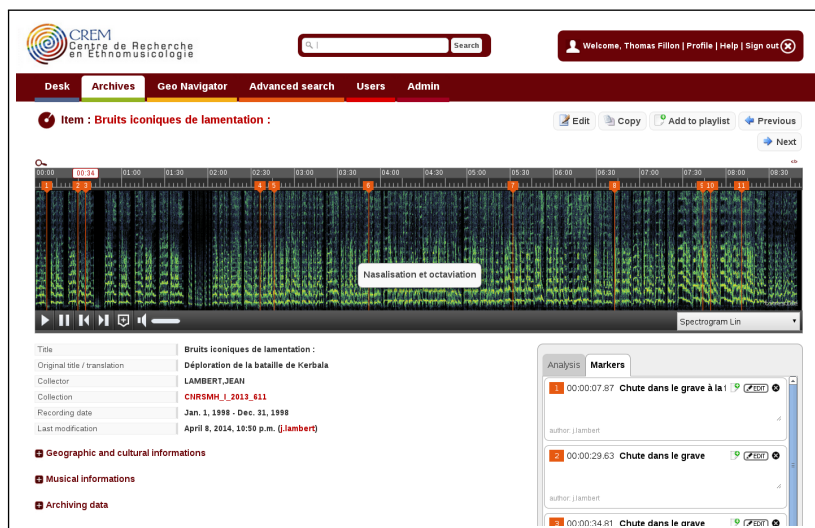 CREM
Centre de Recherche
en Ethnomusicologie
Search
Welcome, Thomas Fillon | Profile | Help | Sign out
Desk Archives Geo Navigator Advanced search Users Admin
Item : Bruits iconiques de lamentation :
Edit Copy Add to playlist Previous
Next
00:00 00:34 01:00 01:30 02:00 02:30 03:00 03:30 04:00 04:30 05:00 05:30 06:00 06:30 07:00 07:30 08:00 08:30
1 2 3 4 5 6 7 8 9 10 11
Nasalisation et octaviation
Spectrogram Lin
Title Bruits iconiques de lamentation :
Original title / translation Déploration de la bataille de Kerbala
Collector LAMBERT,JEAN
Collection CNRSMH_I_2013_611
Recording date Jan. 1, 1998 - Dec. 31, 1998
Last modification April 8, 2014, 10:50 p.m. (j.lambert)
Geographic and cultural informations
Musical informations
Archiving data
Analysis Markers
1 00:00:07.87 Chute dans le grave à la EDIT
author: j.lambert
2 00:00:29.63 Chute dans le grave EDIT
author: j.lambert
3 00:00:34.81 Chute dans le grave EDIT